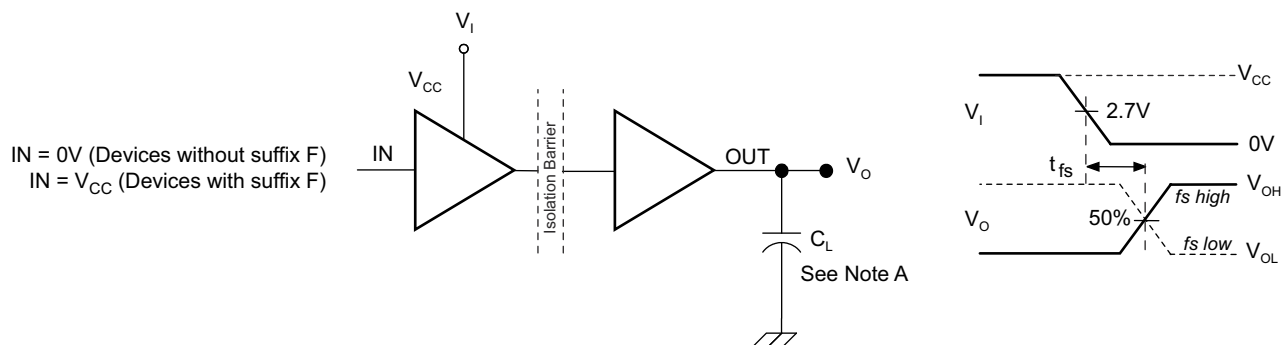 V_I
V_CC
IN = 0V (Devices without suffix F)
IN = V_CC (Devices with suffix F)
IN
Isolation Barrier
OUT
V_O
C_L
See Note A
V_I
V_CC
2.7V
0V
t_fs
V_O
50%
fs high
V_OH
fs low
V_OL